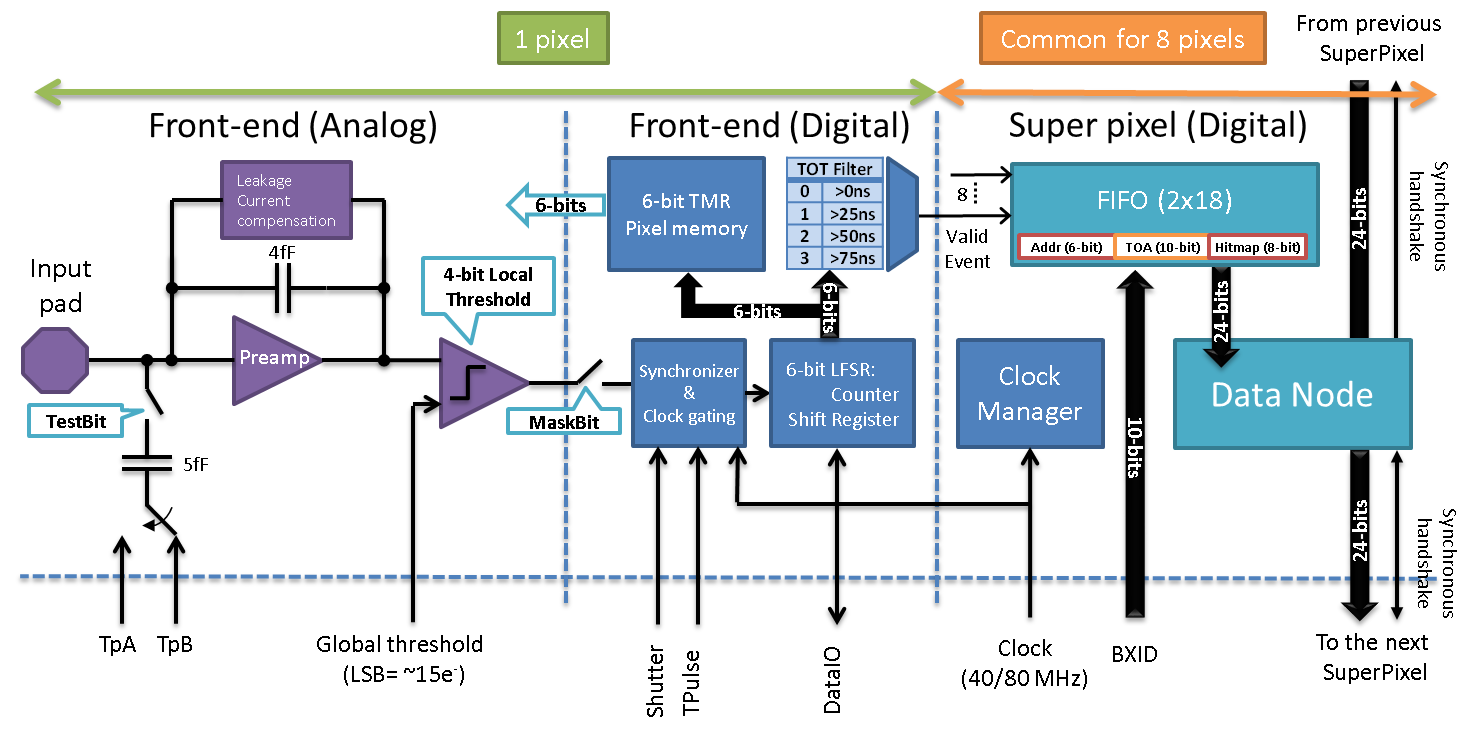 1 pixel
Common for 8 pixels
From previous
SuperPixel
Front-end (Analog)
Front-end (Digital)
Super pixel (Digital)
Leakage
Current
compensation
4fF
Input
pad
Preamp
TestBit
5fF
TpA
TpB
4-bit Local
Threshold
Global threshold
(LSB= ~15e-)
MaskBit
6-bits
6-bit TMR
Pixel memory
TOT Filter
0 >0ns
1 >25ns
2 >50ns
3 >75ns
6-bits
6-bits
Synchronizer
&
Clock gating
6-bit LFSR:
Counter
Shift Register
Shutter
TPulse
DataIO
8
Valid
Event
FIFO (2x18)
Addr (6-bit)
TOA (10-bit)
Hitmap (8-bit)
24-bits
24-bits
Synchronous
handshake
Clock
Manager
Data Node
10-bits
24-bits
Synchronous
handshake
Clock
(40/80 MHz)
BXID
To the next
SuperPixel